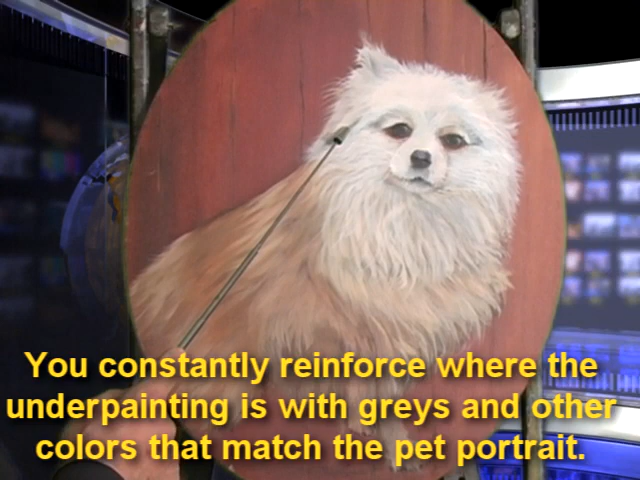 You constantly reinforce where the
underpainting is with greys and other
colors that match the pet portrait.